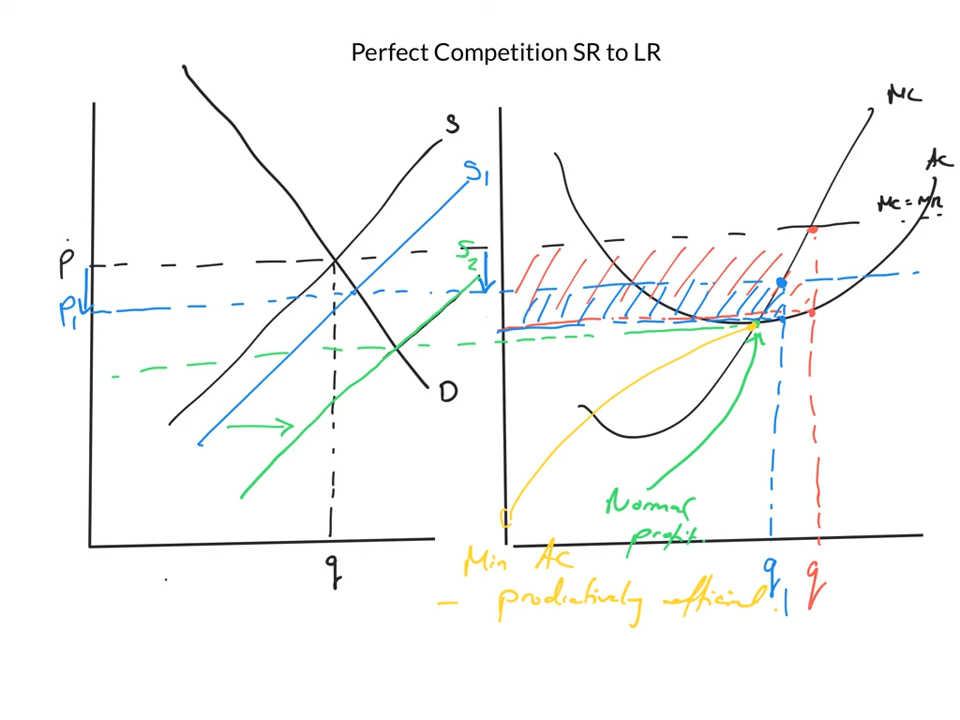 Perfect Competition SR to LR
MC
S
AC
S1
MC = MR
P
S2
P1
D
Normal
profit.
q
Min AC
q1
q
- productively efficient.